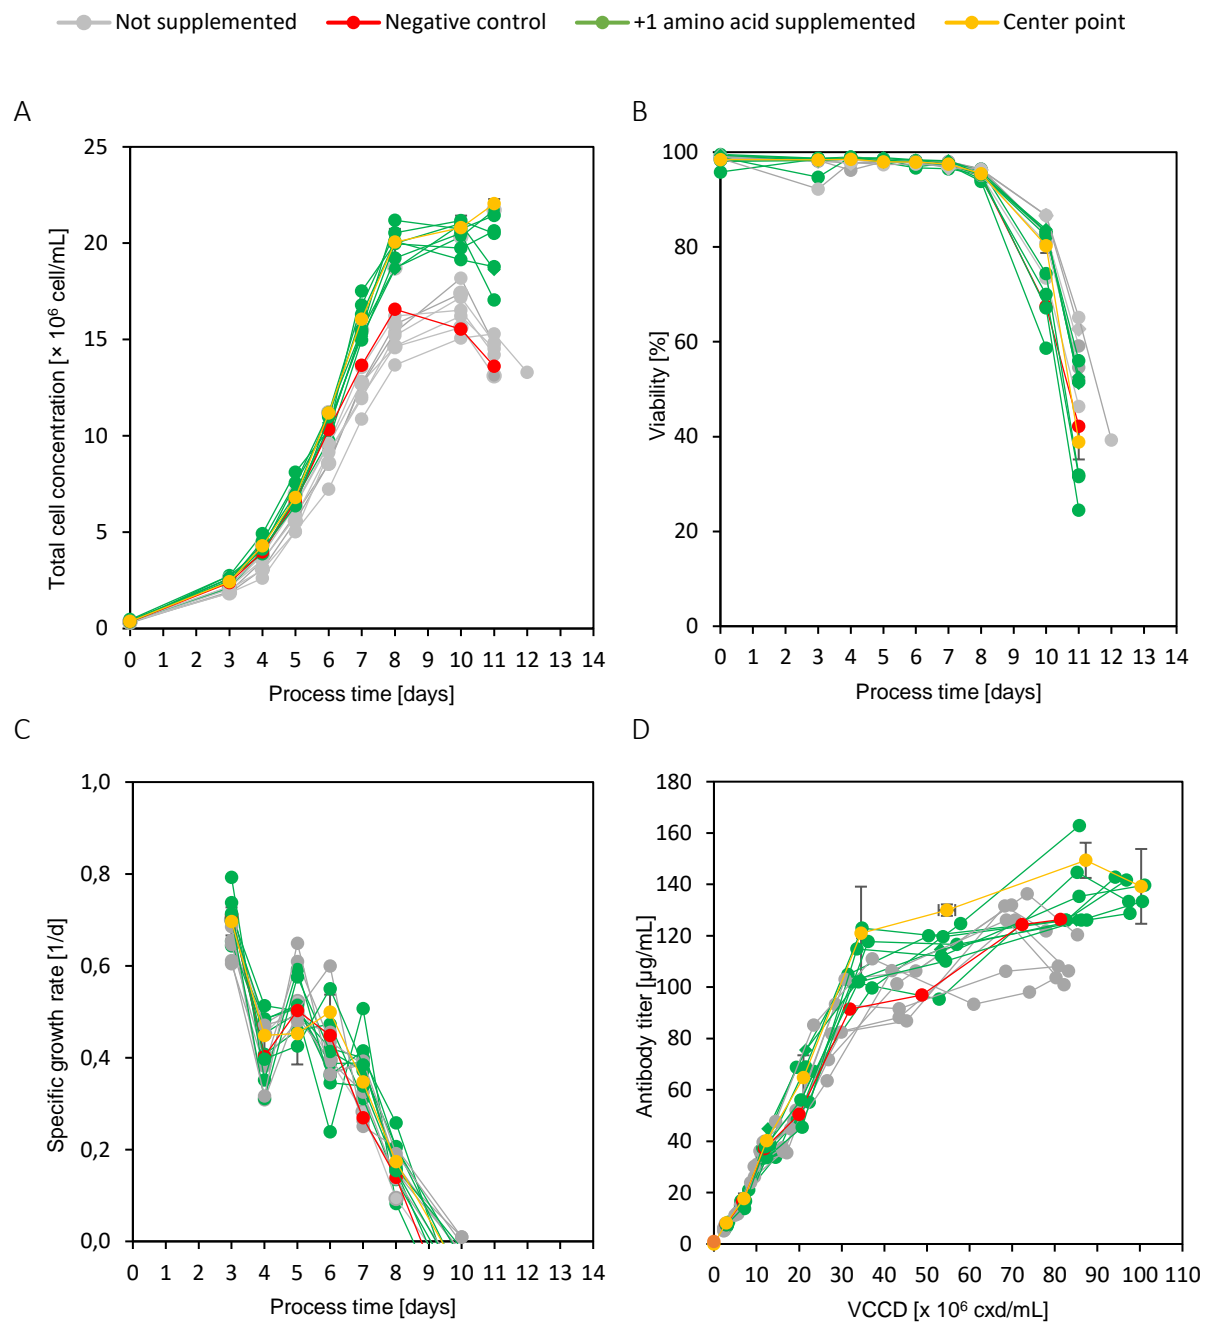 Not supplemented Negative control +1 amino acid supplemented Center point
A
25
20
15
10
5
0
0 1 2 3 4 5 6 7 8 9 10 11 12 13 14
Total cell concentration [× 10⁶ cell/mL]
Process time [days]
B
100
80
60
40
20
0
0 1 2 3 4 5 6 7 8 9 10 11 12 13 14
Viability [%]
Process time [days]
C
1,0
0,8
0,6
0,4
0,2
0,0
0 1 2 3 4 5 6 7 8 9 10 11 12 13 14
Specific growth rate [1/d]
Process time [days]
D
180
160
140
120
100
80
60
40
20
0
0 10 20 30 40 50 60 70 80 90 100 110
Antibody titer [µg/mL]
VCCD [x 10⁶ cxd/mL]